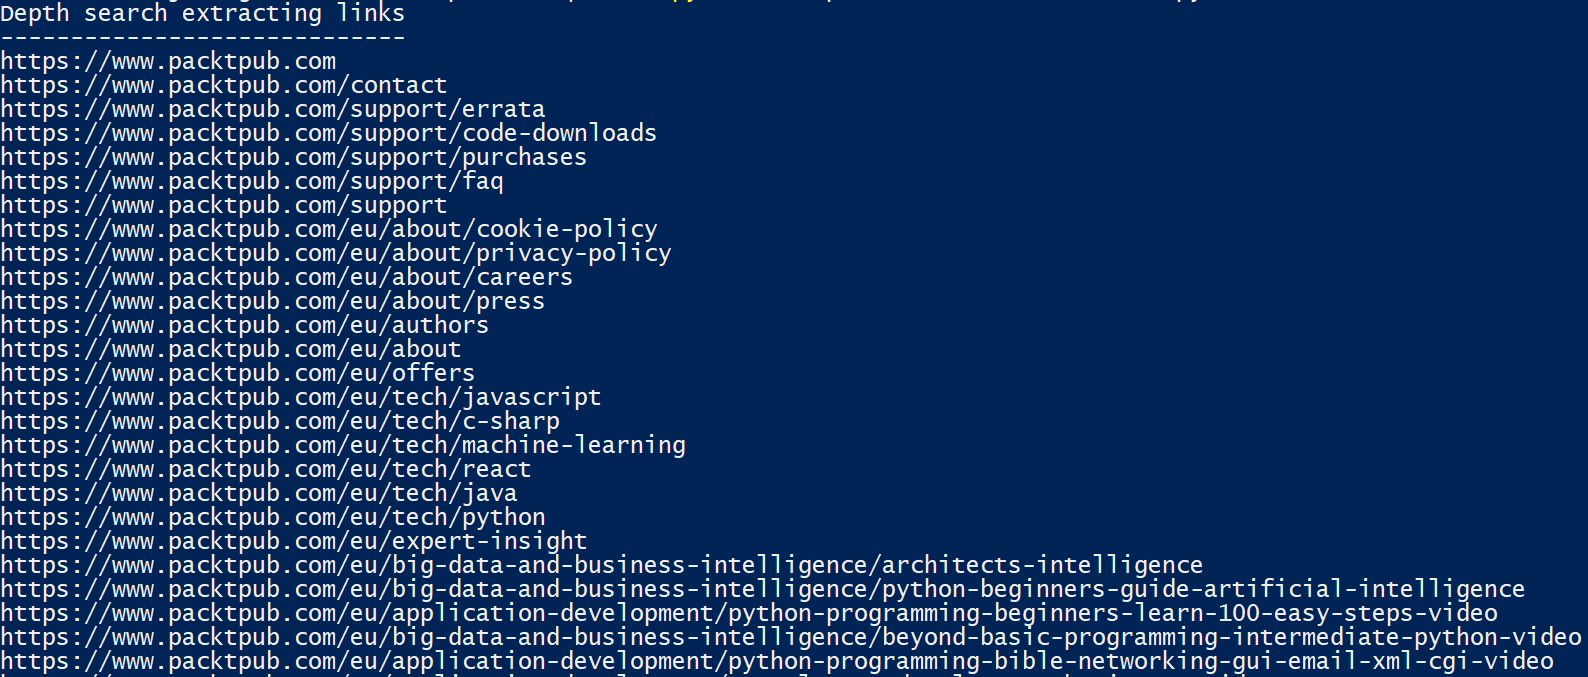 Depth search extracting links
-----------------------------
https://www.packtpub.com
https://www.packtpub.com/contact
https://www.packtpub.com/support/errata
https://www.packtpub.com/support/code-downloads
https://www.packtpub.com/support/purchases
https://www.packtpub.com/support/faq
https://www.packtpub.com/support
https://www.packtpub.com/eu/about/cookie-policy
https://www.packtpub.com/eu/about/privacy-policy
https://www.packtpub.com/eu/about/careers
https://www.packtpub.com/eu/about/press
https://www.packtpub.com/eu/authors
https://www.packtpub.com/eu/about
https://www.packtpub.com/eu/offers
https://www.packtpub.com/eu/tech/javascript
https://www.packtpub.com/eu/tech/c-sharp
https://www.packtpub.com/eu/tech/machine-learning
https://www.packtpub.com/eu/tech/react
https://www.packtpub.com/eu/tech/java
https://www.packtpub.com/eu/tech/python
https://www.packtpub.com/eu/expert-insight
https://www.packtpub.com/eu/big-data-and-business-intelligence/architects-intelligence
https://www.packtpub.com/eu/big-data-and-business-intelligence/python-beginners-guide-artificial-intelligence
https://www.packtpub.com/eu/application-development/python-programming-beginners-learn-100-easy-steps-video
https://www.packtpub.com/eu/big-data-and-business-intelligence/beyond-basic-programming-intermediate-python-video
https://www.packtpub.com/eu/application-development/python-programming-bible-networking-gui-email-xml-cgi-video